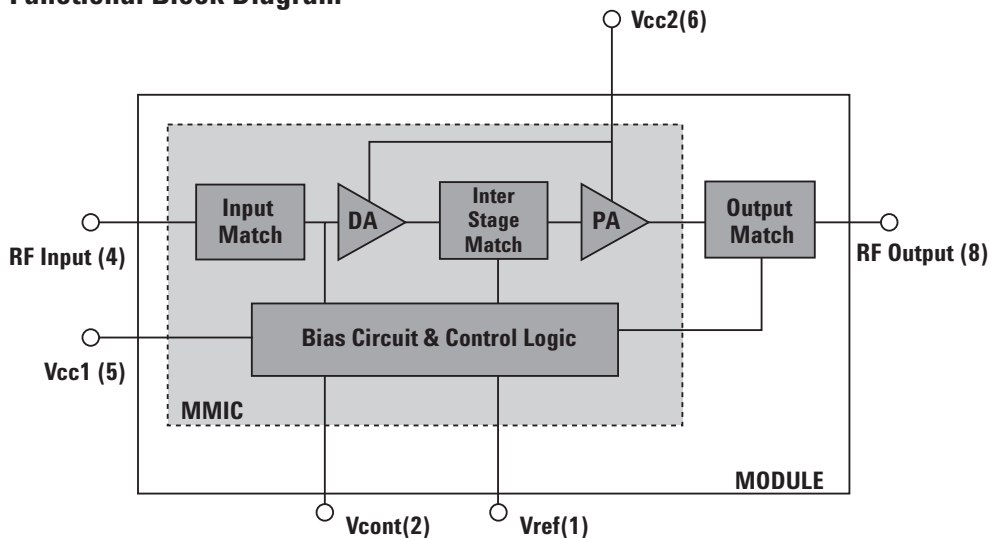 Functional Block Diagram
Vcc2(6)
Input
Match
DA
Inter
Stage
Match
PA
Output
Match
RF Input (4)
RF Output (8)
Bias Circuit & Control Logic
Vcc1 (5)
MMIC
MODULE
Vcont(2)
Vref(1)